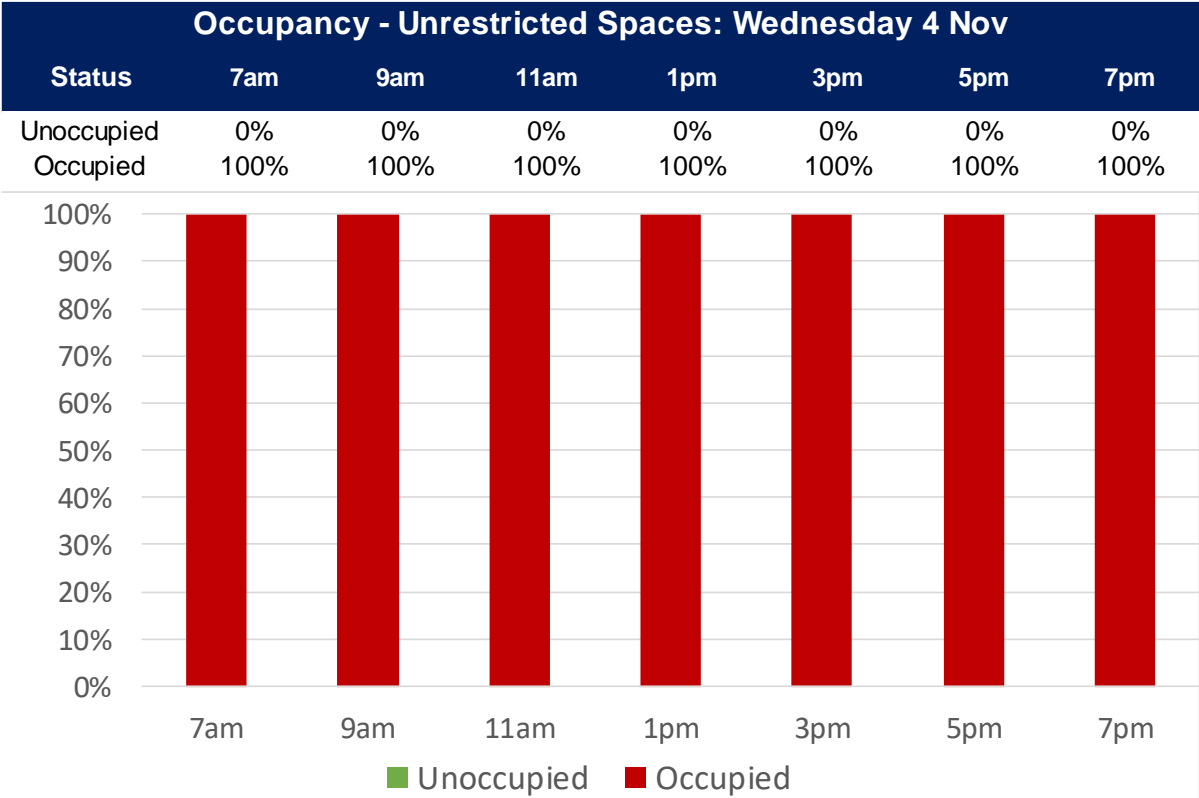 Occupancy - Unrestricted Spaces: Wednesday 4 Nov
Status 7am 9am 11am 1pm 3pm 5pm 7pm
Unoccupied 0% 0% 0% 0% 0% 0% 0%
Occupied 100% 100% 100% 100% 100% 100% 100%
100%
90%
80%
70%
60%
50%
40%
30%
20%
10%
0%
7am 9am 11am 1pm 3pm 5pm 7pm
Unoccupied Occupied